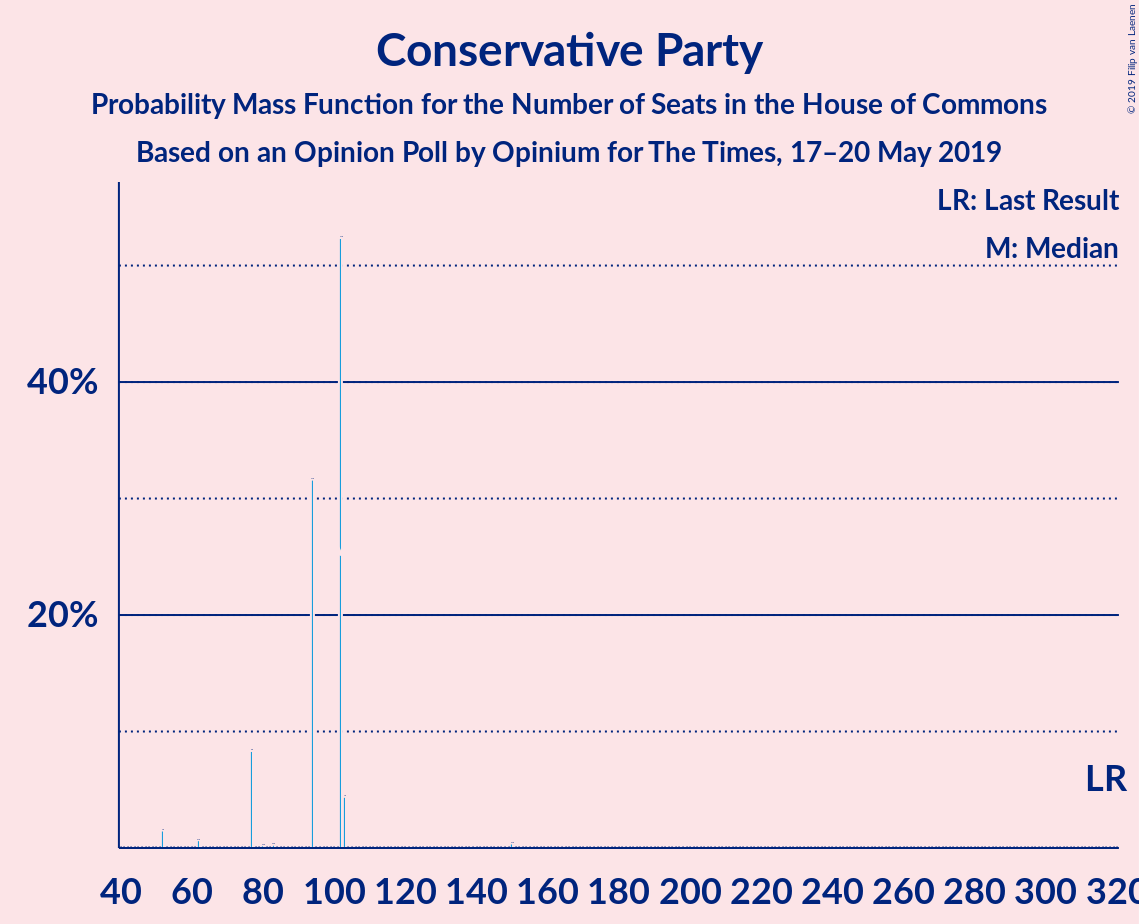 Conservative Party
Probability Mass Function for the Number of Seats in the House of Commons
Based on an Opinion Poll by Opinium for The Times, 17–20 May 2019
© 2019 Filip van Laenen
LR: Last Result
M: Median
40%
20%
LR
40 60 80 100 120 140 160 180 200 220 240 260 280 300 320